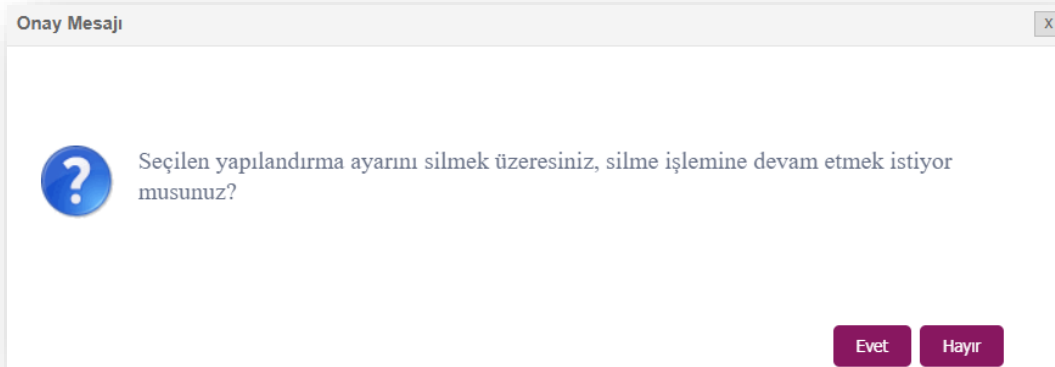 Onay Mesajı
X
Seçilen yapılandırma ayarını silmek üzeresiniz, silme işlemine devam etmek istiyor
musunuz?
Evet Hayır